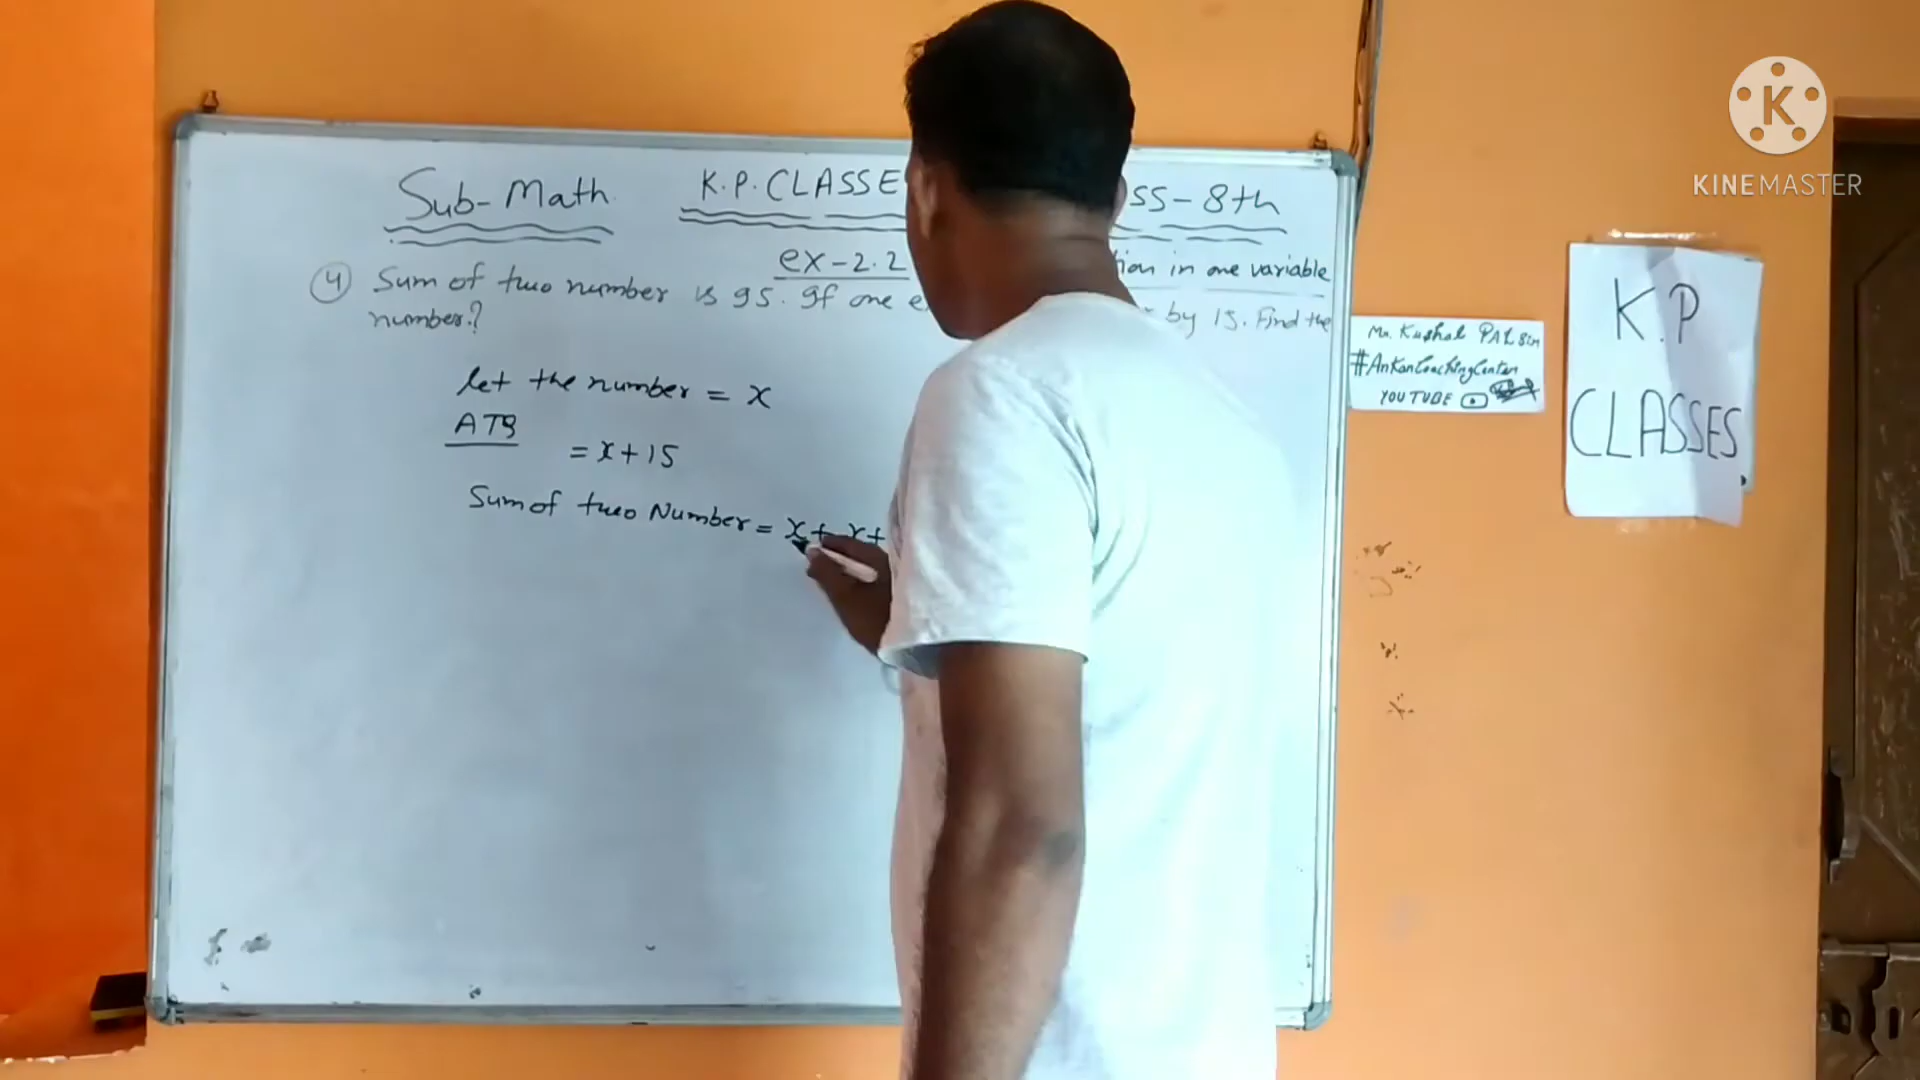 Sub-Math K.P.CLASSE SS-8th
ex-2.2 tion in one variable
4 Sum of two number is 95. If one e by 15. Find the
number.?
let the number = x
ATQ
= x+15
Sum of two Number = x+ x+
Mr. Kushal PAL
#AnkanCoachingCenter
YOUTUBE
K.P
CLASSES.
K
KINEMASTER